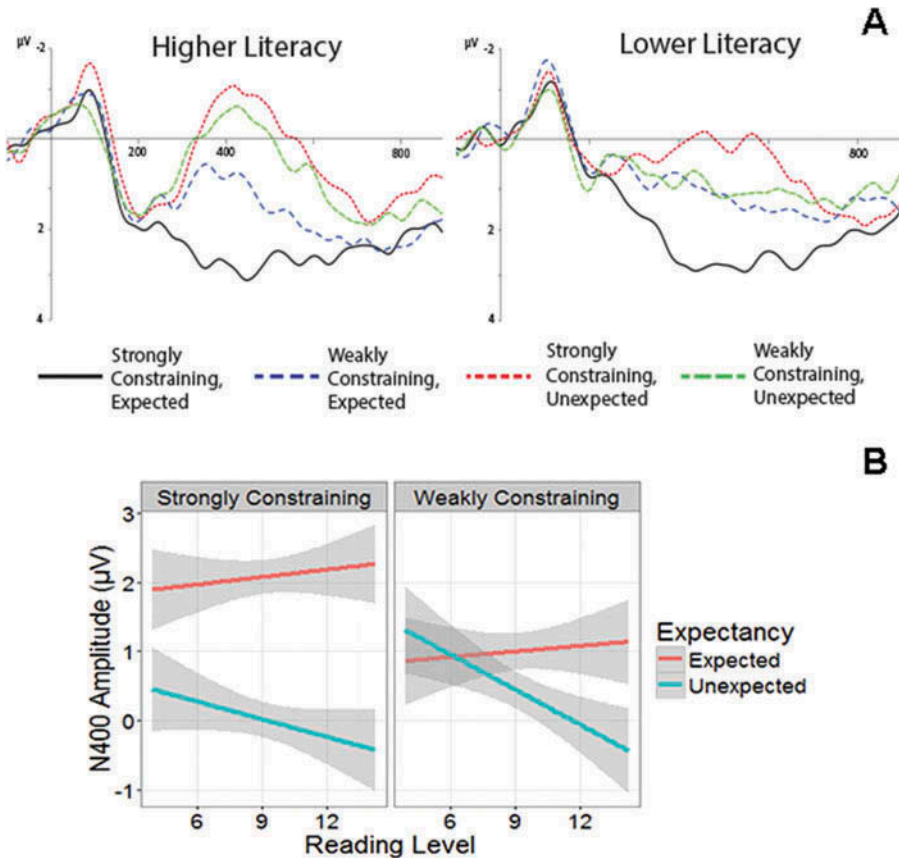 A
Higher Literacy
Lower Literacy
µV
-2
200
400
800
2
4
µV
-2
800
2
4
Strongly
Constraining,
Expected
Weakly
Constraining,
Expected
Strongly
Constraining,
Unexpected
Weakly
Constraining,
Unexpected
B
Strongly Constraining
Weakly Constraining
N400 Amplitude (µV)
3
2
1
0
-1
6
9
12
6
9
12
Reading Level
Expectancy
Expected
Unexpected